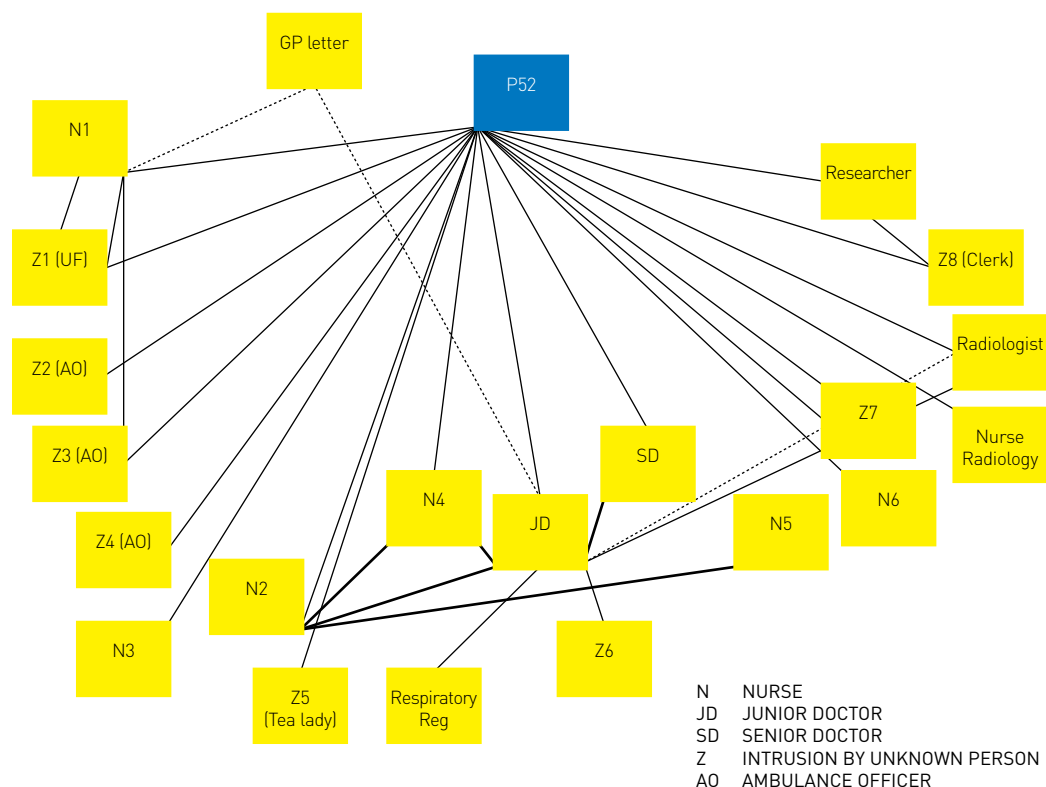 GP letter
P52
N1
Researcher
Z1 (UF)
Z8 (Clerk)
Radiologist
Z2 (AO)
Z7
Nurse
Radiology
Z3 (AO)
SD
N4
N6
JD
N5
Z4 (AO)
N2
N3
Z6
Z5
(Tea lady)
Respiratory
Reg
N NURSE
JD JUNIOR DOCTOR
SD SENIOR DOCTOR
Z INTRUSION BY UNKNOWN PERSON
AO AMBULANCE OFFICER